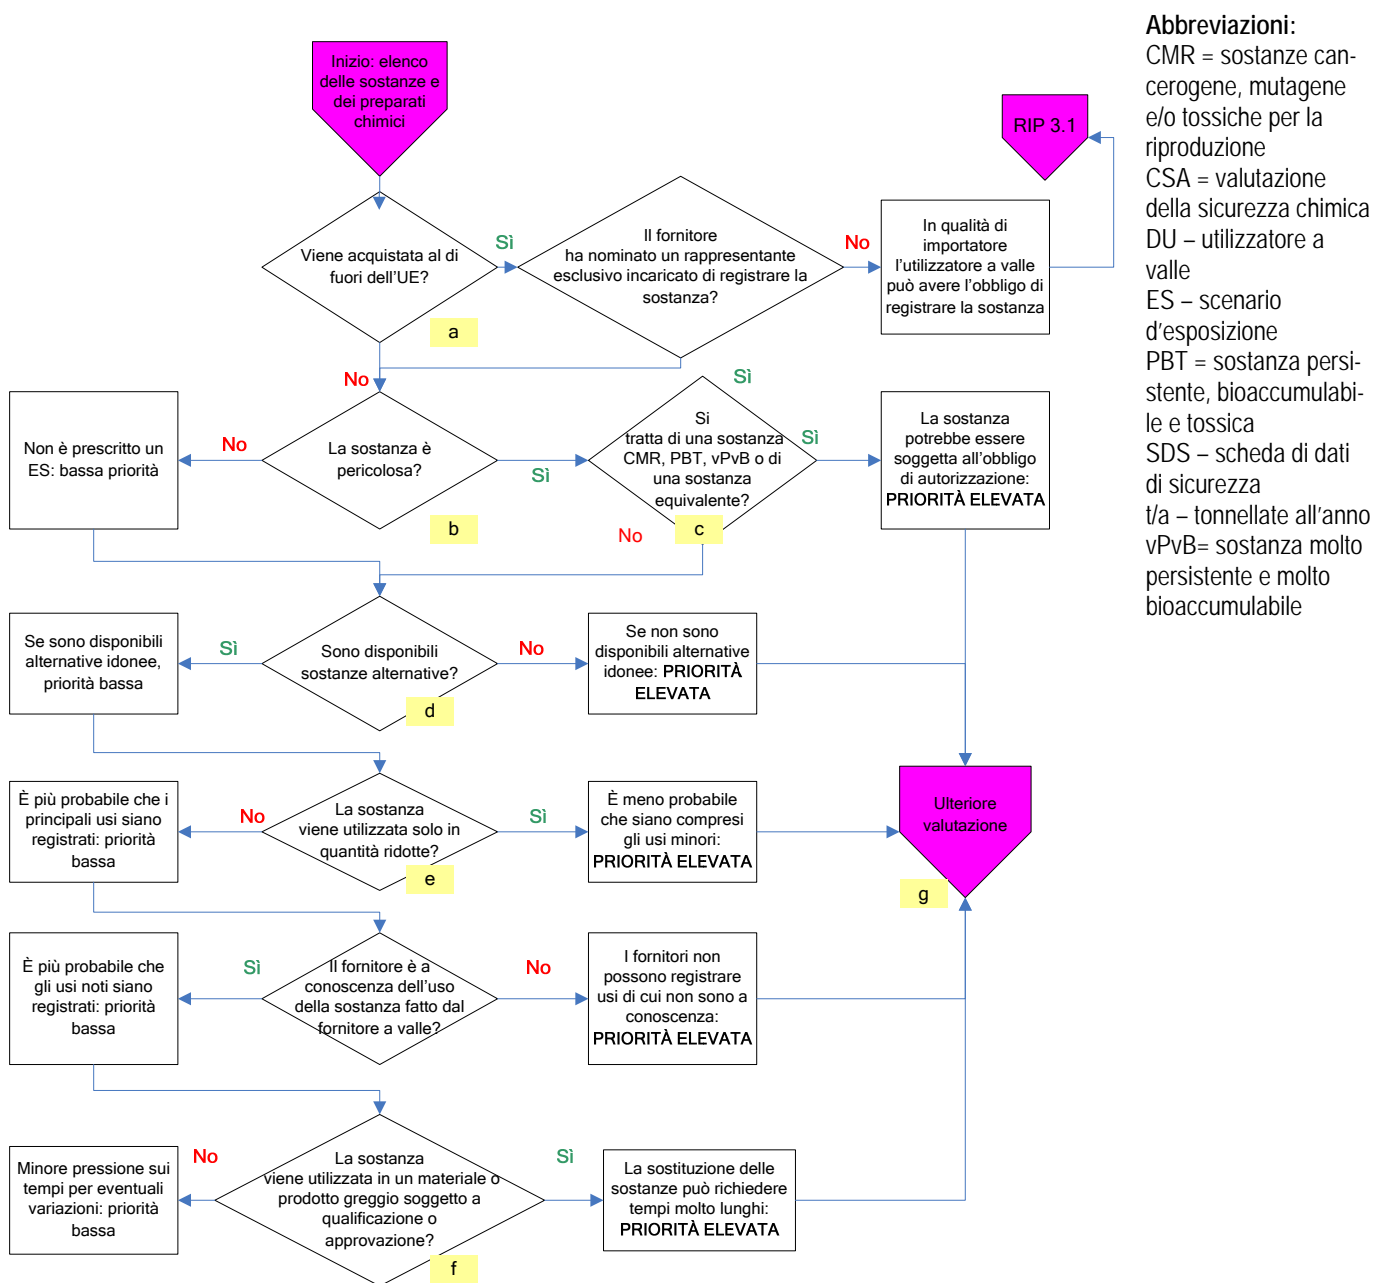 Inizio: elenco
delle sostanze e
dei preparati
chimici
RIP 3.1
Viene acquistata al di
fuori dell'UE?
a
Sì
Il fornitore
ha nominato un rappresentante
esclusivo incaricato di registrare la
sostanza?
No
In qualità di
importatore
l'utilizzatore a valle
può avere l'obbligo di
registrare la sostanza
No
Sì
Non è prescritto un
ES: bassa priorità
No
La sostanza è
pericolosa?
b
Sì
Si
tratta di una sostanza
CMR, PBT, vPvB o di
una sostanza
equivalente?
c
Sì
No
La sostanza
potrebbe essere
soggetta all'obbligo
di autorizzazione:
PRIORITÀ ELEVATA
Se sono disponibili
alternative idonee,
priorità bassa
Sì
Sono disponibili
sostanze alternative?
d
No
Se non sono
disponibili alternative
idonee: PRIORITÀ
ELEVATA
È più probabile che i
principali usi siano
registrati: priorità
bassa
No
La sostanza
viene utilizzata solo in
quantità ridotte?
e
Sì
È meno probabile
che siano compresi
gli usi minori:
PRIORITÀ ELEVATA
Ulteriore
valutazione
g
È più probabile che
gli usi noti siano
registrati: priorità
bassa
Sì
Il fornitore è a
conoscenza dell'uso
della sostanza fatto dal
fornitore a valle?
No
I fornitori non
possono registrare
usi di cui non sono a
conoscenza:
PRIORITÀ ELEVATA
Minore pressione sui
tempi per eventuali
variazioni: priorità
bassa
No
La sostanza
viene utilizzata in un materiale o
prodotto greggio soggetto a
qualificazione o
approvazione?
f
Sì
La sostituzione delle
sostanze può richiedere
tempi molto lunghi:
PRIORITÀ ELEVATA
Abbreviazioni:
CMR = sostanze can-
cerogene, mutagene
e/o tossiche per la
riproduzione
CSA = valutazione
della sicurezza chimica
DU – utilizzatore a
valle
ES – scenario
d'esposizione
PBT = sostanza persi-
stente, bioaccumulabi-
le e tossica
SDS – scheda di dati
di sicurezza
t/a – tonnellate all'anno
vPvB= sostanza molto
persistente e molto
bioaccumulabile